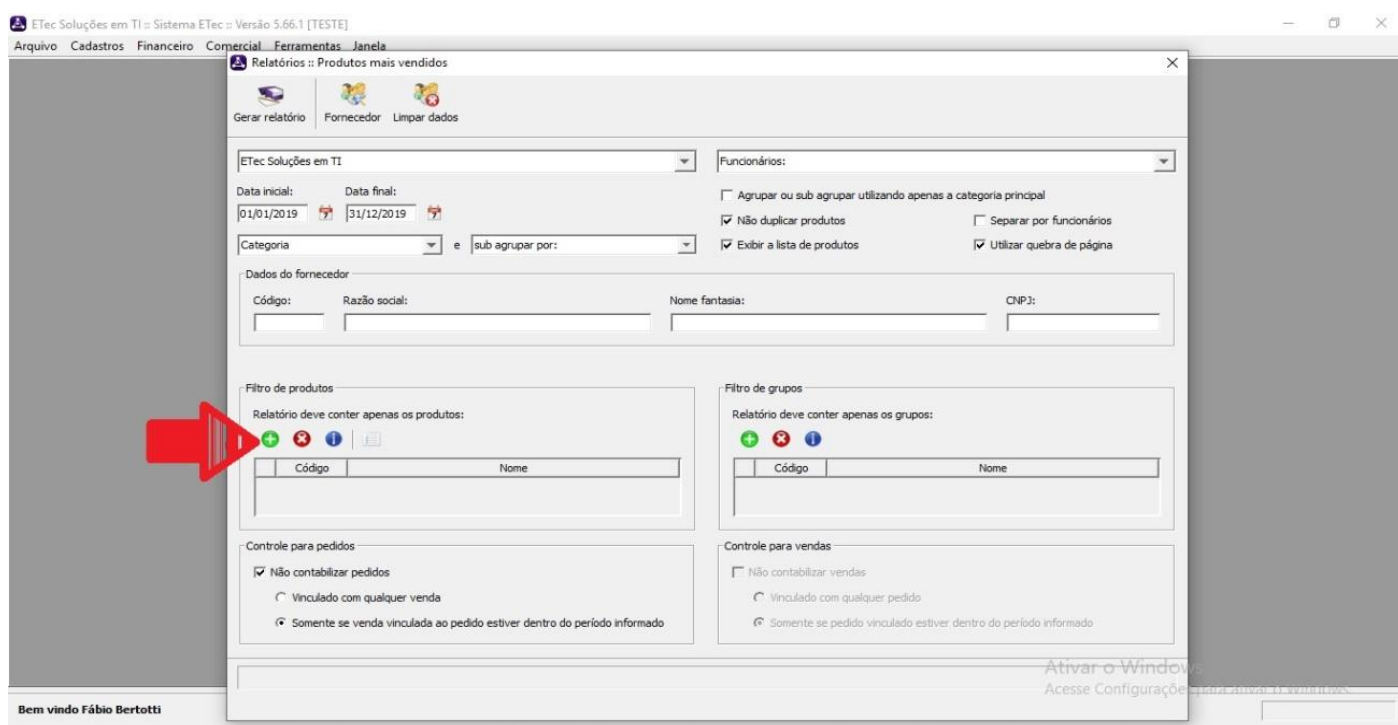 ETec Soluções em TI :: Sistema ETec :: Versão 5.66.1 [TESTE]
Arquivo Cadastros Financeiro Comercial Ferramentas Janela
Relatórios :: Produtos mais vendidos
Gerar relatório Fornecedor Limpar dados
ETec Soluções em TI Funcionários:
Data inicial: Data final:
Agrupar ou sub agrupar utilizando apenas a categoria principal
01/01/2019 31/12/2019
Não duplicar produtos Separar por funcionários
Categoria e sub agrupar por: Exibir a lista de produtos Utilizar quebra de página
Dados do fornecedor
Código: Razão social: Nome fantasia: CNPJ:
Filtro de produtos Filtro de grupos
Relatório deve conter apenas os produtos: Relatório deve conter apenas os grupos:
Código Nome Código Nome
Controle para pedidos Controle para vendas
Não contabilizar pedidos Não contabilizar vendas
Vinculado com qualquer venda Vinculado com qualquer pedido
Somente se venda vinculada ao pedido estiver dentro do período informado Somente se pedido vinculado estiver dentro do período informado
Ativar o Windows
Acesse Configurações para ativar o Windows.
Bem vindo Fábio Bertotti